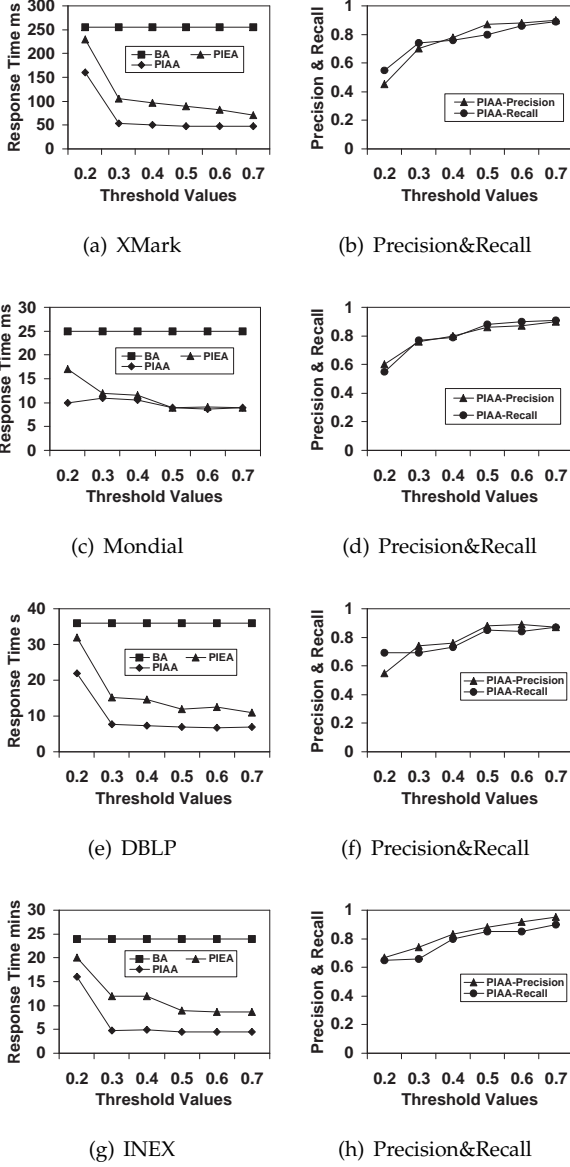 300
250
200
150
100
50
0
Response Time ms
BA PIEA
PIAA
0.2 0.3 0.4 0.5 0.6 0.7
Threshold Values
(a) XMark
1
0.8
0.6
0.4
0.2
0
Precision & Recall
PIAA-Precision
PIAA-Recall
0.2 0.3 0.4 0.5 0.6 0.7
Threshold Values
(b) Precision&Recall
30
25
20
15
10
5
0
Response Time ms
BA PIEA
PIAA
0.2 0.3 0.4 0.5 0.6 0.7
Threshold Values
(c) Mondial
1
0.8
0.6
0.4
0.2
0
Precision & Recall
PIAA-Precision
PIAA-Recall
0.2 0.3 0.4 0.5 0.6 0.7
Threshold Values
(d) Precision&Recall
40
30
20
10
0
Response Time s
BA PIEA
PIAA
0.2 0.3 0.4 0.5 0.6 0.7
Threshold Values
(e) DBLP
1
0.8
0.6
0.4
0.2
0
Precision & Recall
PIAA-Precision
PIAA-Recall
0.2 0.3 0.4 0.5 0.6 0.7
Threshold Values
(f) Precision&Recall
30
25
20
15
10
5
0
Response Time mins
BA PIEA
PIAA
0.2 0.3 0.4 0.5 0.6 0.7
Threshold Values
(g) INEX
1
0.8
0.6
0.4
0.2
0
Precision & Recall
PIAA-Precision
PIAA-Recall
0.2 0.3 0.4 0.5 0.6 0.7
Threshold Values
(h) Precision&Recall